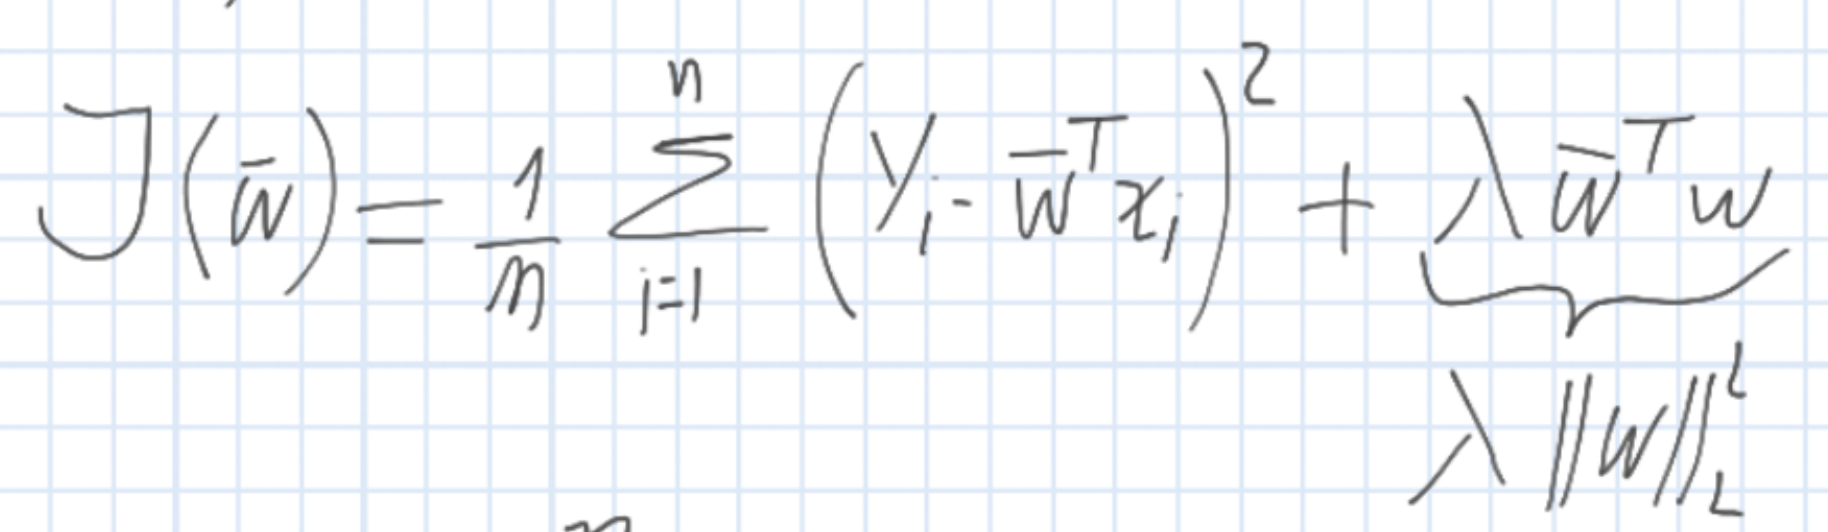 J(w̄) = 1/n ∑_{i=1}^{n} (y_i - w̄^T x_i)^2 + λ w̄^T w
λ ||w||_2^2